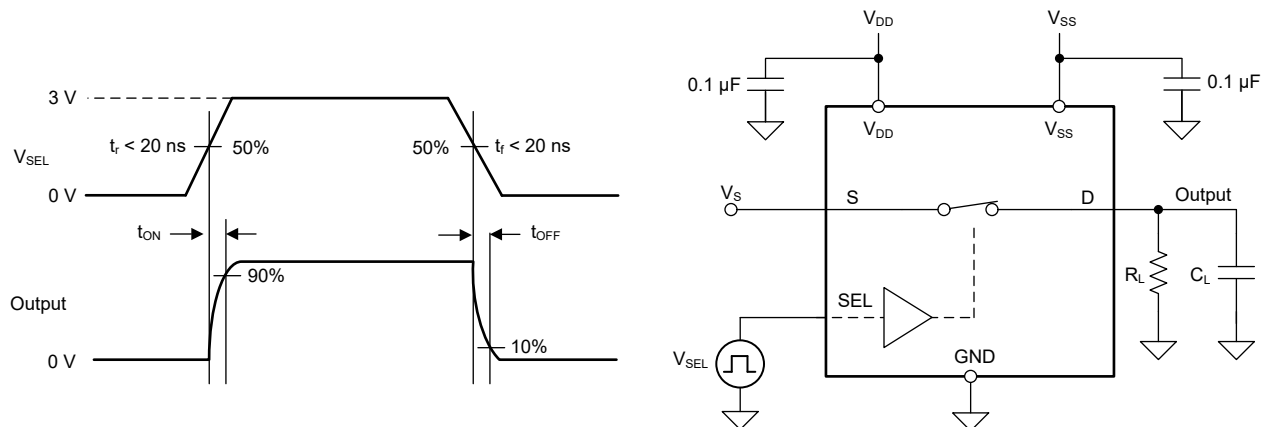 3 V
V_SEL
t_r < 20 ns
50%
50%
t_f < 20 ns
0 V
t_ON
t_OFF
90%
Output
0 V
10%
V_DD
V_SS
0.1 µF
0.1 µF
V_DD
V_SS
V_S
S
D
Output
SEL
R_L
C_L
V_SEL
GND